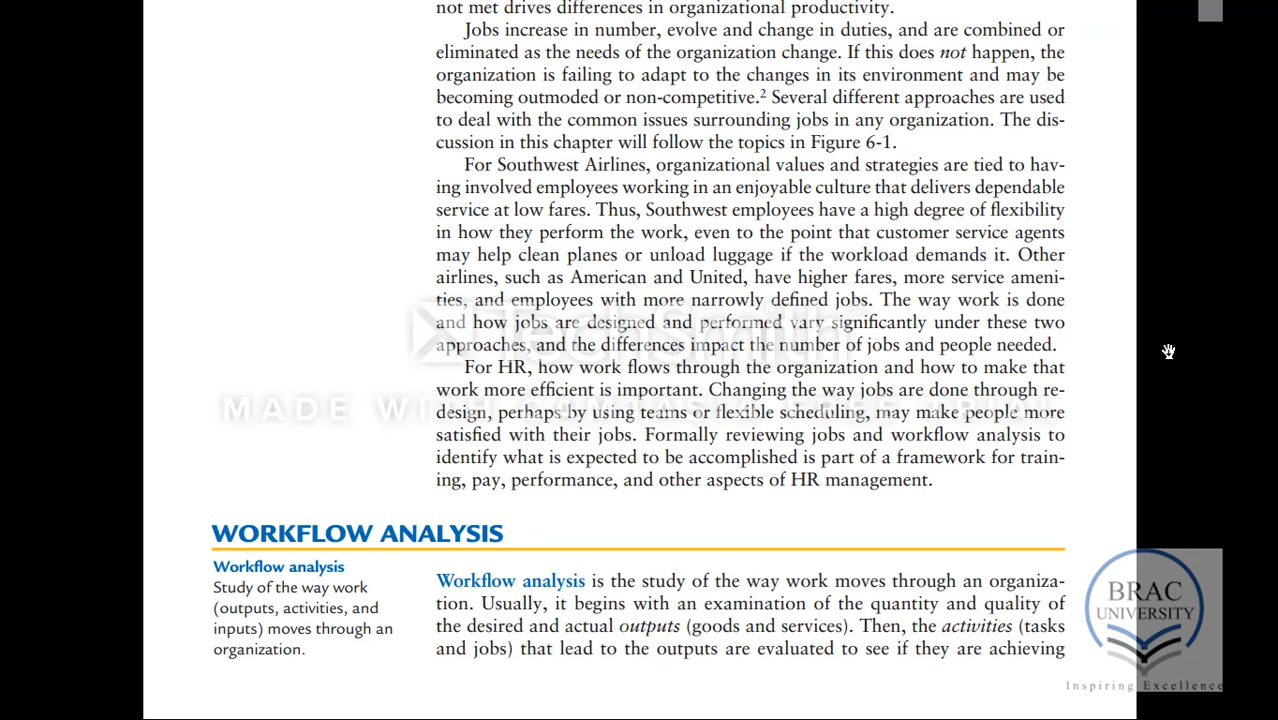 not met drives differences in organizational productivity.
Jobs increase in number, evolve and change in duties, and are combined or
eliminated as the needs of the organization change. If this does not happen, the
organization is failing to adapt to the changes in its environment and may be
becoming outmoded or non-competitive.² Several different approaches are used
to deal with the common issues surrounding jobs in any organization. The dis-
cussion in this chapter will follow the topics in Figure 6-1.
For Southwest Airlines, organizational values and strategies are tied to hav-
ing involved employees working in an enjoyable culture that delivers dependable
service at low fares. Thus, Southwest employees have a high degree of flexibility
in how they perform the work, even to the point that customer service agents
may help clean planes or unload luggage if the workload demands it. Other
airlines, such as American and United, have higher fares, more service ameni-
ties, and employees with more narrowly defined jobs. The way work is done
and how jobs are designed and performed vary significantly under these two
approaches, and the differences impact the number of jobs and people needed.
For HR, how work flows through the organization and how to make that
work more efficient is important. Changing the way jobs are done through re-
design, perhaps by using teams or flexible scheduling, may make people more
satisfied with their jobs. Formally reviewing jobs and workflow analysis to
identify what is expected to be accomplished is part of a framework for train-
ing, pay, performance, and other aspects of HR management.
TechSmith
MADE WITH CAMTASIA FREE TRIAL
WORKFLOW ANALYSIS
Workflow analysis
Study of the way work
(outputs, activities, and
inputs) moves through an
organization.
Workflow analysis is the study of the way work moves through an organiza-
tion. Usually, it begins with an examination of the quantity and quality of
the desired and actual outputs (goods and services). Then, the activities (tasks
and jobs) that lead to the outputs are evaluated to see if they are achieving
BRAC
UNIVERSITY
Inspiring Excellence